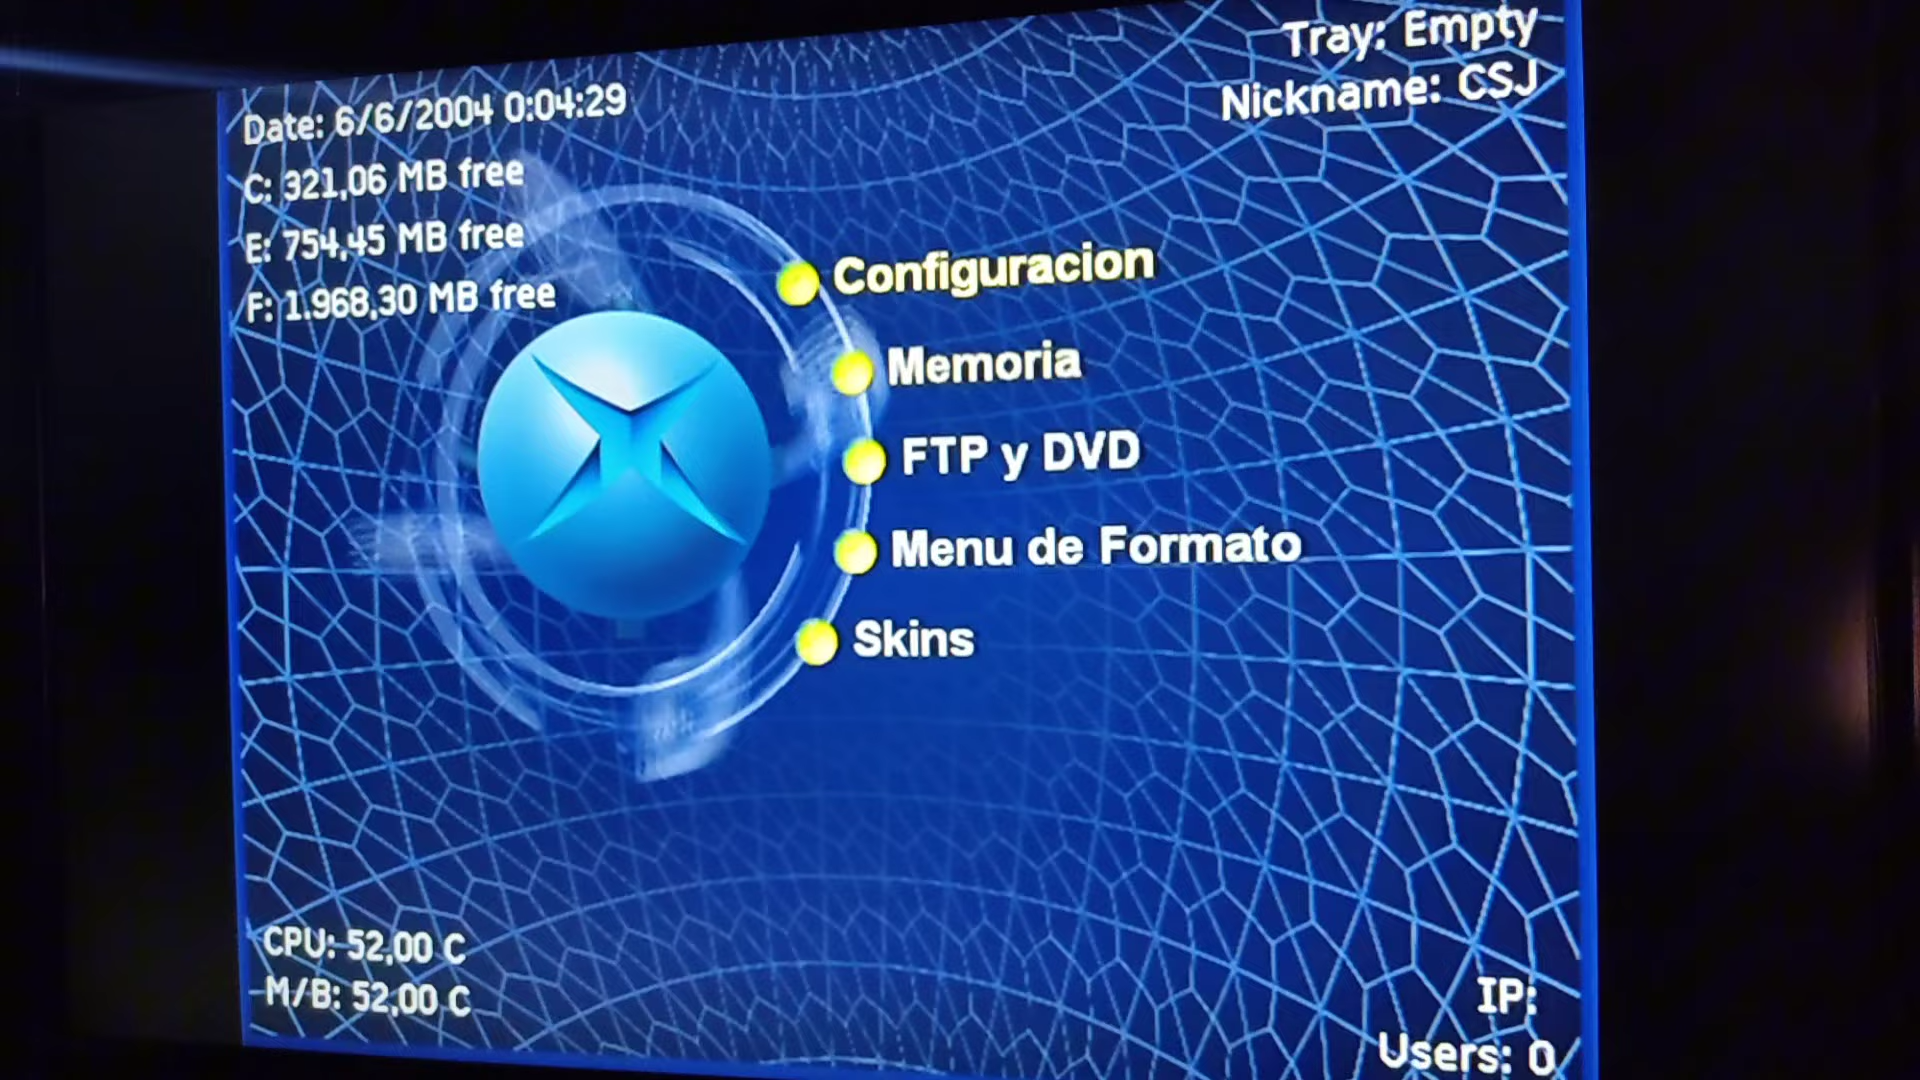 Tray: Empty
Nickname: CSJ
Date: 6/6/2004 0:04:29
C: 321,06 MB free
E: 754,45 MB free
F: 1.968,30 MB free
Configuracion
Memoria
FTP y DVD
Menu de Formato
Skins
CPU: 52,00 C
M/B: 52,00 C
IP:
Users: 0